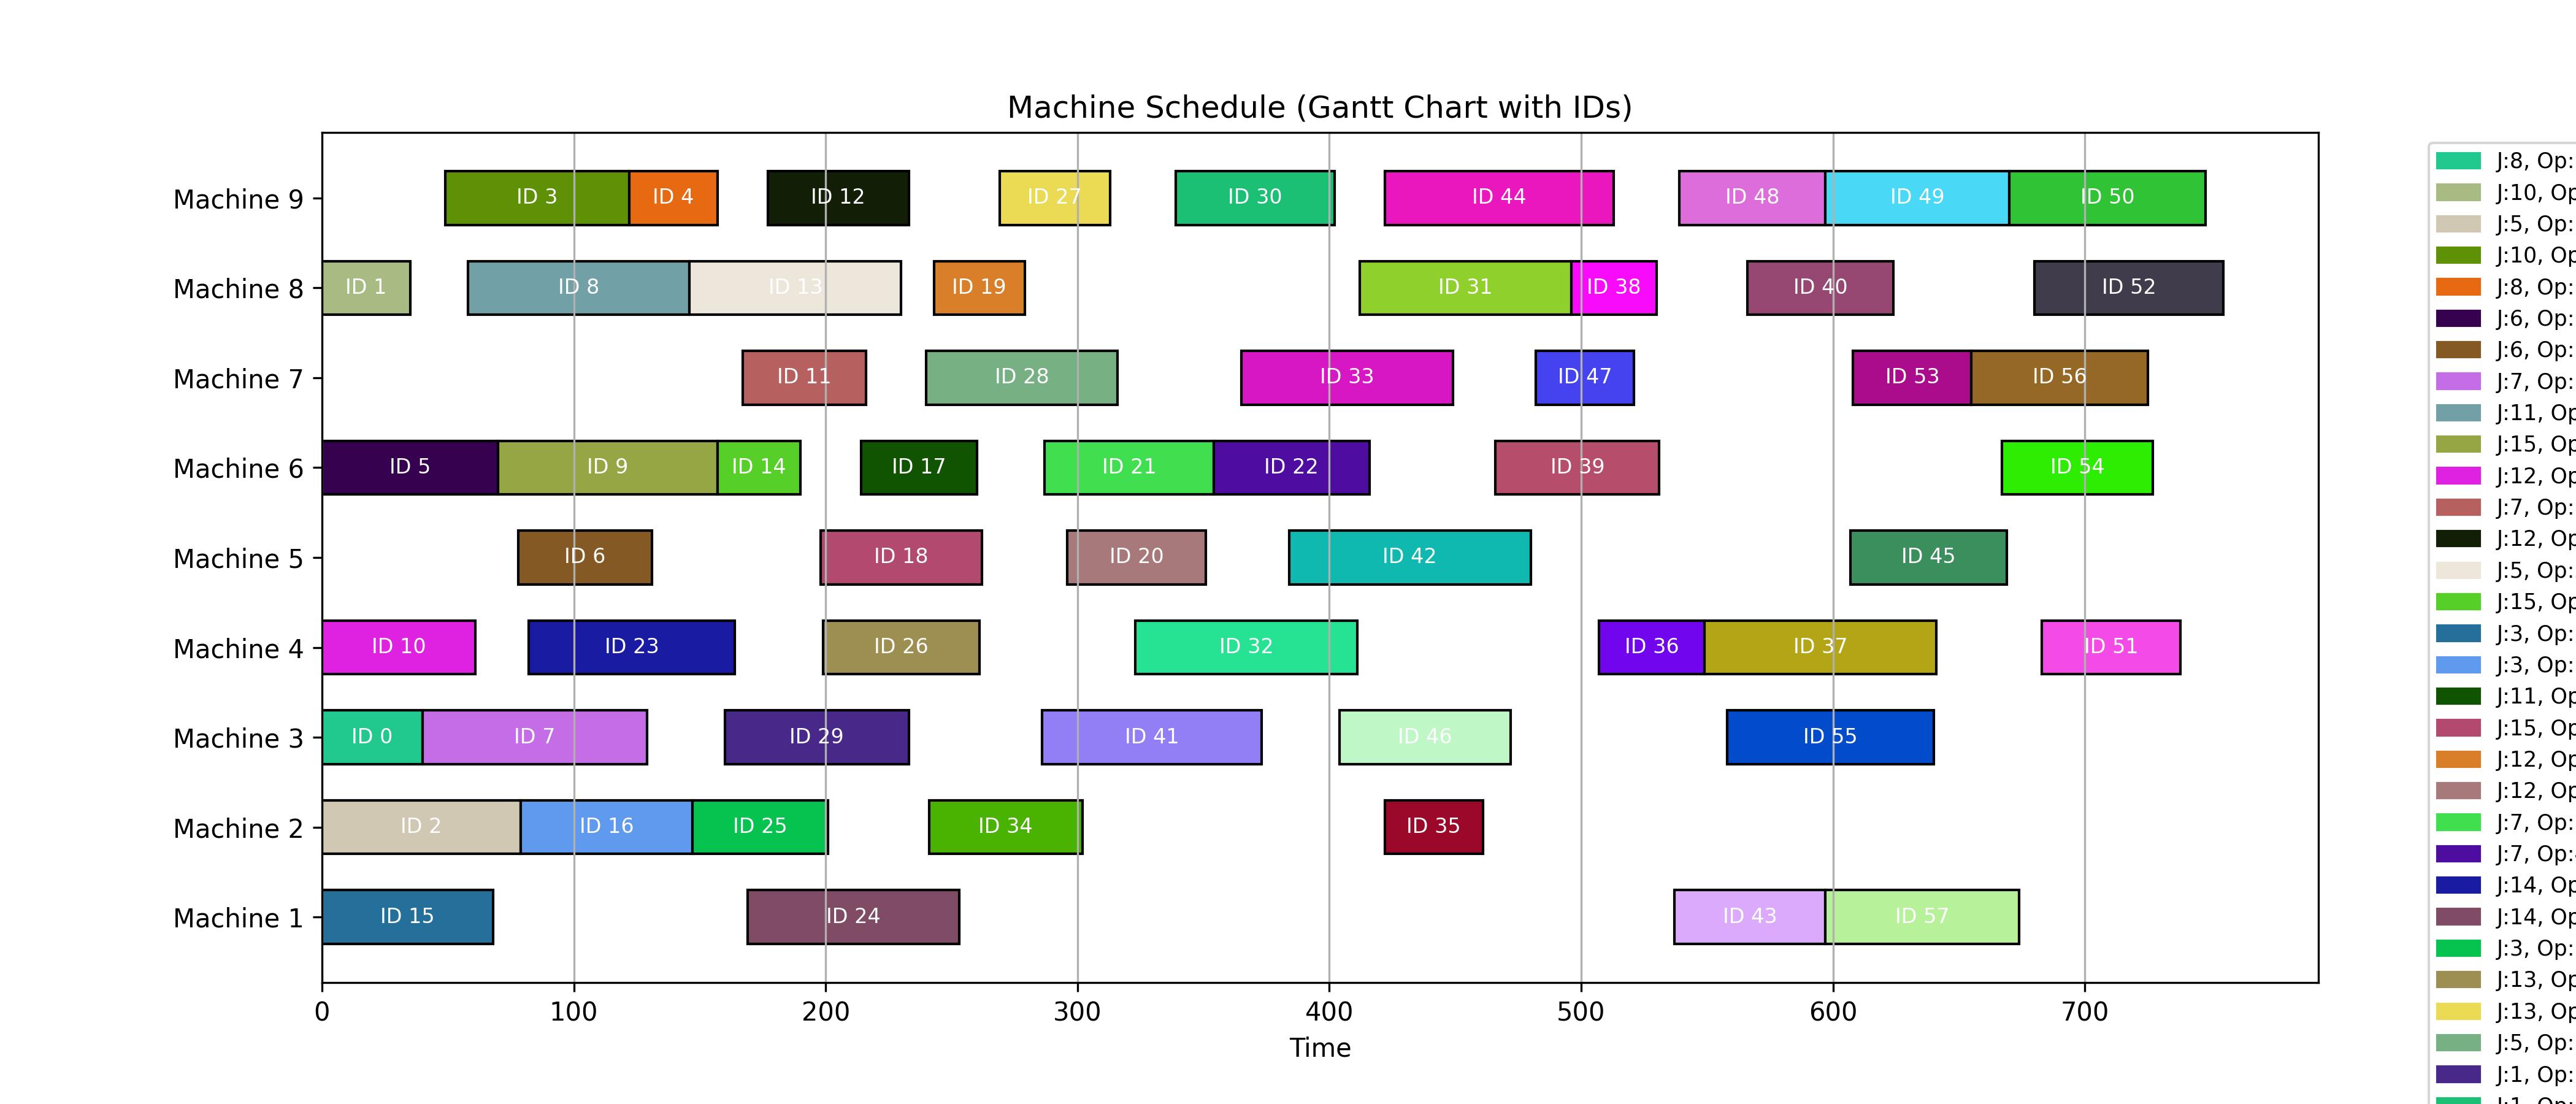 Machine Schedule (Gantt Chart with IDs)
Machine 9
ID 3
ID 4
ID 12
ID 27
ID 30
ID 44
ID 48
ID 49
ID 50
Machine 8
ID 1
ID 8
ID 13
ID 19
ID 31
ID 38
ID 40
ID 52
Machine 7
ID 11
ID 28
ID 33
ID 47
ID 53
ID 56
Machine 6
ID 5
ID 9
ID 14
ID 17
ID 21
ID 22
ID 39
ID 54
Machine 5
ID 6
ID 18
ID 20
ID 42
ID 45
Machine 4
ID 10
ID 23
ID 26
ID 32
ID 36
ID 37
ID 51
Machine 3
ID 0
ID 7
ID 29
ID 41
ID 46
ID 55
Machine 2
ID 2
ID 16
ID 25
ID 34
ID 35
Machine 1
ID 15
ID 24
ID 43
ID 57
0 100 200 300 400 500 600 700
Time
J:8, Op:
J:10, Op
J:5, Op:
J:10, Op
J:8, Op:
J:6, Op:
J:6, Op:
J:7, Op:
J:11, Op
J:15, Op
J:12, Op
J:7, Op:
J:12, Op
J:5, Op:
J:15, Op
J:3, Op:
J:3, Op:
J:11, Op
J:15, Op
J:12, Op
J:12, Op
J:7, Op:
J:7, Op:
J:14, Op
J:14, Op
J:3, Op:
J:13, Op
J:13, Op
J:5, Op:
J:1, Op:
J:1, Op: